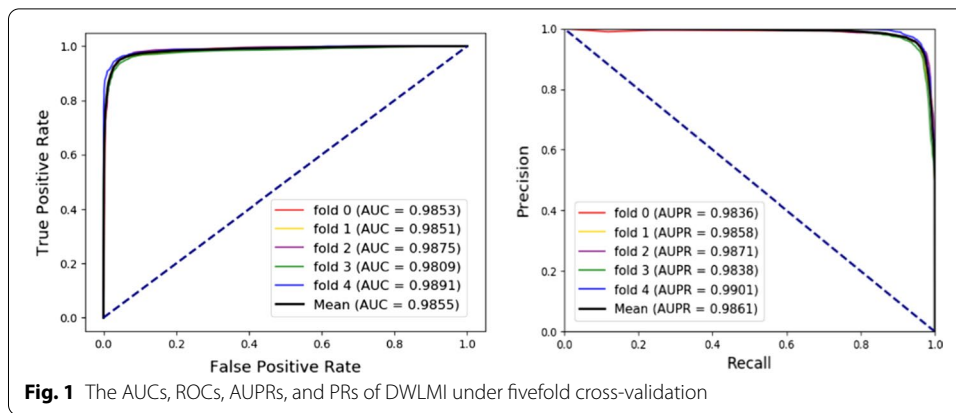 True Positive Rate
1.0
0.8
0.6
0.4
0.2
0.0
fold 0 (AUC = 0.9853)
fold 1 (AUC = 0.9851)
fold 2 (AUC = 0.9875)
fold 3 (AUC = 0.9809)
fold 4 (AUC = 0.9891)
Mean (AUC = 0.9855)
0.0 0.2 0.4 0.6 0.8 1.0
False Positive Rate
Precision
1.0
0.8
0.6
0.4
0.2
0.0
fold 0 (AUPR = 0.9836)
fold 1 (AUPR = 0.9858)
fold 2 (AUPR = 0.9871)
fold 3 (AUPR = 0.9838)
fold 4 (AUPR = 0.9901)
Mean (AUPR = 0.9861)
0.0 0.2 0.4 0.6 0.8 1.0
Recall
Fig. 1 The AUCs, ROCs, AUPRs, and PRs of DWLMI under fivefold cross-validation